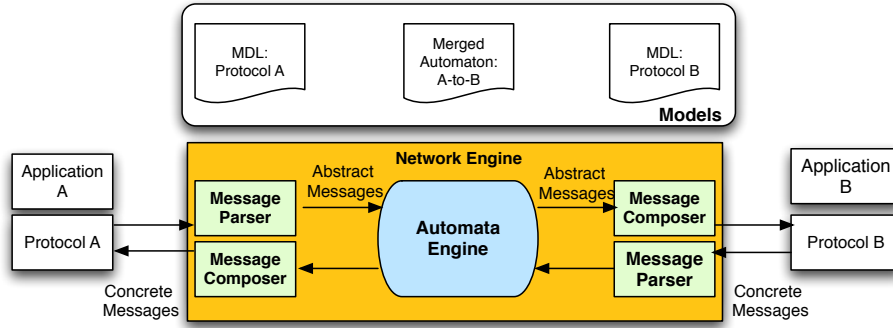 MDL:
Protocol A
Merged
Automaton:
A-to-B
MDL:
Protocol B
Models
Network Engine
Application
A
Protocol A
Message
Parser
Message
Composer
Abstract
Messages
Automata
Engine
Abstract
Messages
Message
Composer
Message
Parser
Application
B
Protocol B
Concrete
Messages
Concrete
Messages